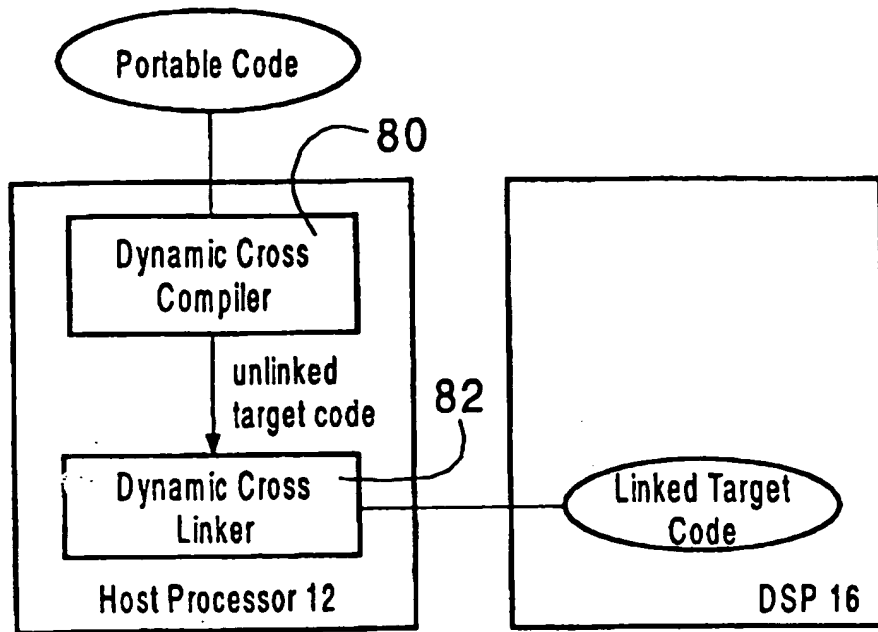 Portable Code
80
Dynamic Cross
Compiler
unlinked
target code
82
Dynamic Cross
Linker
Linked Target
Code
Host Processor 12
DSP 16